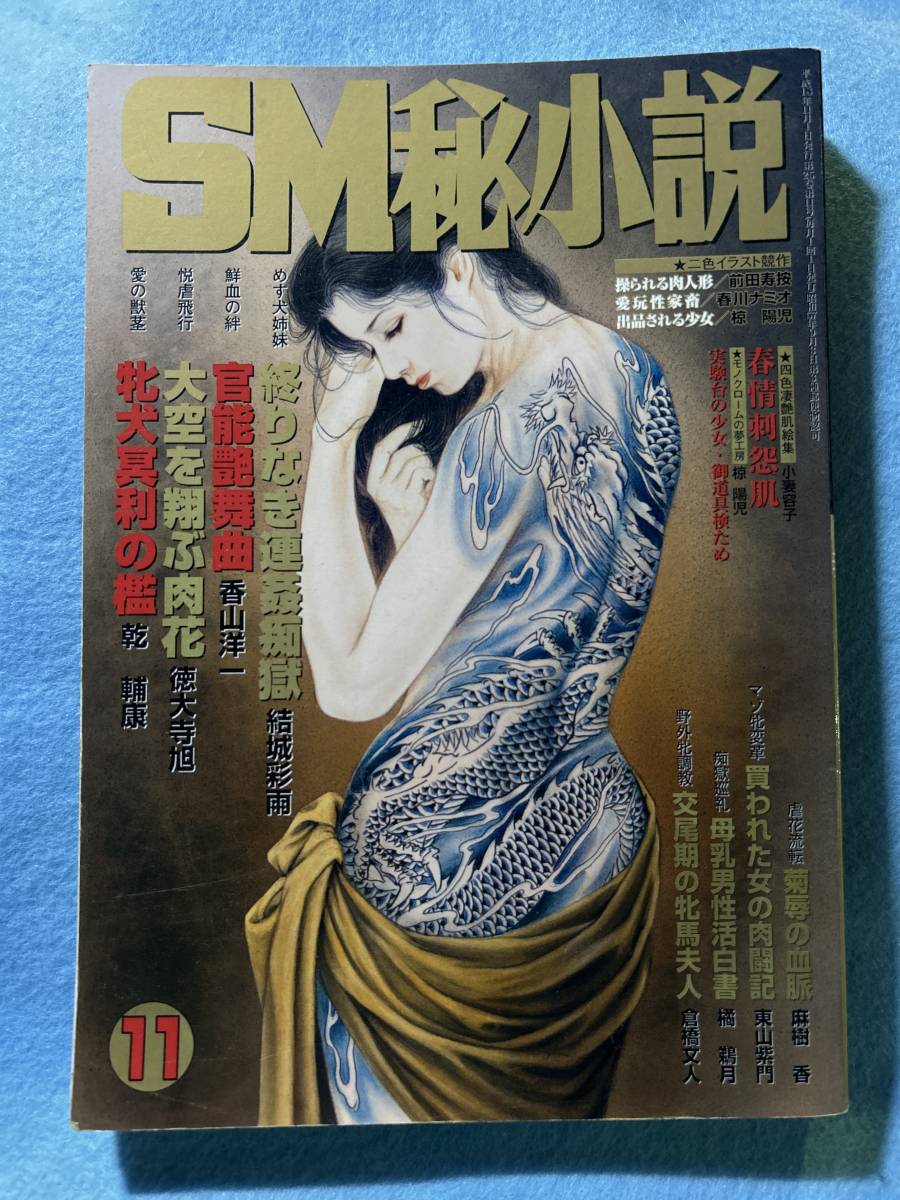 SM秘小説
★二色イラスト競作
操られる肉人形／前田寿按
愛玩性家畜／春川ナミオ
出品される少女／椋 陽児
★四色凄艶肌絵集
春情刺怨肌 小妻容子
★モノクロームの夢工房 椋 陽児
実験台の少女・御道具検ため
めす犬姉妹
終りなき連姦痴獄 結城彩雨
鮮血の絆
官能艶舞曲 香山洋一
悦虐飛行
大空を翔ぶ肉花 徳大寺旭
愛の獣茎
牝犬冥利の檻 乾 輔康
虐花流転 菊辱の血脈 麻樹 香
マゾ牝変革 買われた女の肉闘記 東山紫門
痴獄巡礼 母乳男性活白書 橘 鵜月
野外牝調教 交尾期の牝馬夫人 倉橋文人
11